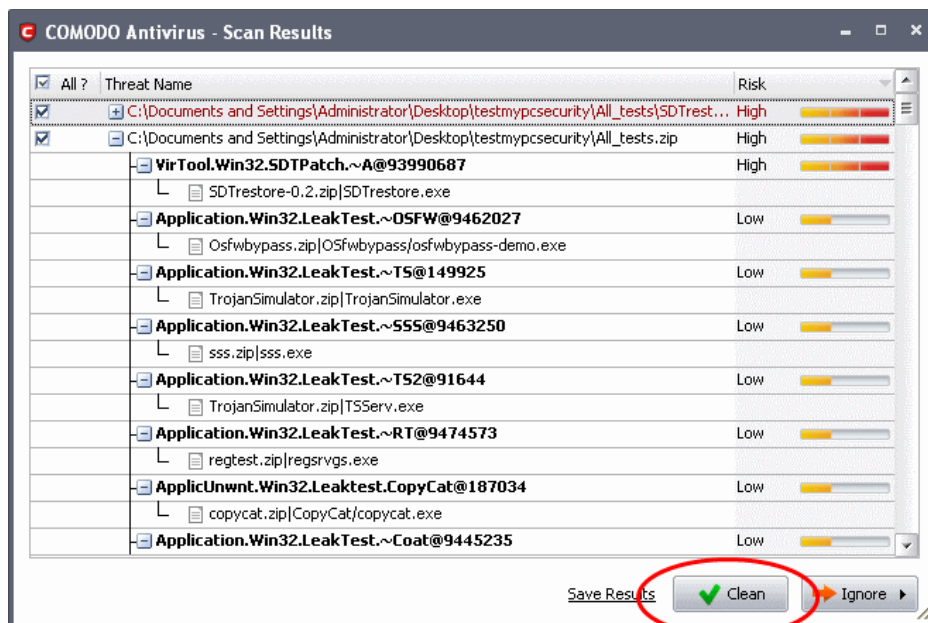 COMODO Antivirus - Scan Results
All ? Threat Name Risk
C:\Documents and Settings\Administrator\Desktop\testmypcsecurity\All_tests\SDTrest... High
C:\Documents and Settings\Administrator\Desktop\testmypcsecurity\All_tests.zip High
VirTool.Win32.SDTPatch.~A@93990687 High
SDTrestore-0.2.zip|SDTrestore.exe
Application.Win32.LeakTest.~OSFW@9462027 Low
Osfwbypass.zip|OSfwbypass/osfwbypass-demo.exe
Application.Win32.LeakTest.~TS@149925 Low
TrojanSimulator.zip|TrojanSimulator.exe
Application.Win32.LeakTest.~SSS@9463250 Low
sss.zip|sss.exe
Application.Win32.LeakTest.~TS2@91644 Low
TrojanSimulator.zip|TSServ.exe
Application.Win32.LeakTest.~RT@9474573 Low
regtest.zip|regsrvgs.exe
ApplicUnwnt.Win32.Leaktest.CopyCat@187034 Low
copycat.zip|CopyCat/copycat.exe
Application.Win32.LeakTest.~Coat@9445235 Low
Save Results Clean Ignore